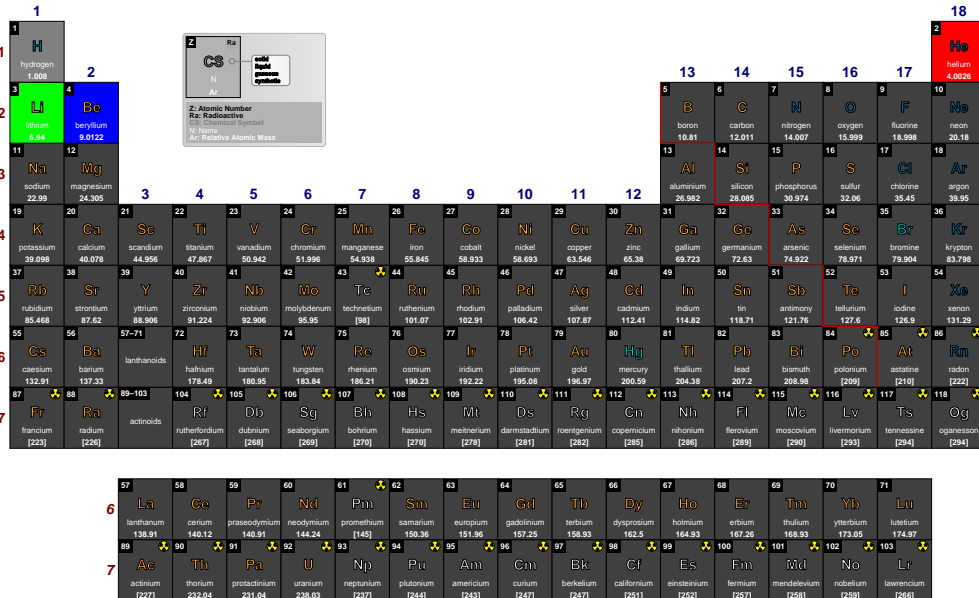 1 18
1 Ra He
H Z helium
1 hydrogen CS solid liquid gaseous synthetic 4.0026
1.008 2 N Ar 13 14 15 16 17
3 4 Z: Atomic Number 5 6 7 8 9 10
Li Be Ra: Radioactive B C N O F Ne
2 lithium beryllium CS: Chemical Symbol boron carbon nitrogen oxygen fluorine neon
6.94 9.0122 N: Name Ar: Relative Atomic Mass 10.81 12.011 14.007 15.999 18.998 20.18
11 12 13 14 15 16 17 18
Na Mg Al Si P S Cl Ar
3 sodium magnesium aluminium silicon phosphorus sulfur chlorine argon
22.99 24.305 3 4 5 6 7 8 9 10 11 12 26.982 28.085 30.974 32.06 35.45 39.95
19 20 21 22 23 24 25 26 27 28 29 30 31 32 33 34 35 36
K Ca Sc Ti V Cr Mn Fe Co Ni Cu Zn Ga Ge As Se Br Kr
4 potassium calcium scandium titanium vanadium chromium manganese iron cobalt nickel copper zinc gallium germanium arsenic selenium bromine krypton
39.098 40.078 44.956 47.867 50.942 51.996 54.938 55.845 58.933 58.693 63.546 65.38 69.723 72.63 74.922 78.971 79.904 83.798
37 38 39 40 41 42 43 44 45 46 47 48 49 50 51 52 53 54
Rb Sr Y Zr Nb Mo Tc Ru Rh Pd Ag Cd In Sn Sb Te I Xe
5 rubidium strontium yttrium zirconium niobium molybdenum technetium ruthenium rhodium palladium silver cadmium indium tin antimony tellurium iodine xenon
85.468 87.62 88.906 91.224 92.906 95.95 [98] 101.07 102.91 106.42 107.87 112.41 114.82 118.71 121.76 127.6 126.9 131.29
55 56 57–71 72 73 74 75 76 77 78 79 80 81 82 83 84 85 86
Cs Ba Hf Ta W Re Os Ir Pt Au Hg Tl Pb Bi Po At Rn
6 caesium barium lanthanoids hafnium tantalum tungsten rhenium osmium iridium platinum gold mercury thallium lead bismuth polonium astatine radon
132.91 137.33 178.49 180.95 183.84 186.21 190.23 192.22 195.08 196.97 200.59 204.38 207.2 208.98 [209] [210] [222]
87 88 89–103 104 105 106 107 108 109 110 111 112 113 114 115 116 117 118
Fr Ra Rf Db Sg Bh Hs Mt Ds Rg Cn Nh Fl Mc Lv Ts Og
7 francium radium actinoids rutherfordium dubnium seaborgium bohrium hassium meitnerium darmstadtium roentgenium copernicium nihonium flerovium moscovium livermorium tennessine oganesson
[223] [226] [267] [268] [269] [270] [270] [278] [281] [282] [285] [286] [289] [290] [293] [294] [294]
57 58 59 60 61 62 63 64 65 66 67 68 69 70 71
6 La Ce Pr Nd Pm Sm Eu Gd Tb Dy Ho Er Tm Yb Lu
lanthanum cerium praseodymium neodymium promethium samarium europium gadolinium terbium dysprosium holmium erbium thulium ytterbium lutetium
138.91 140.12 140.91 144.24 [145] 150.36 151.96 157.25 158.93 162.5 164.93 167.26 168.93 173.05 174.97
89 90 91 92 93 94 95 96 97 98 99 100 101 102 103
7 Ac Th Pa U Np Pu Am Cm Bk Cf Es Fm Md No Lr
actinium thorium protactinium uranium neptunium plutonium americium curium berkelium californium einsteinium fermium mendelevium nobelium lawrencium
[227] 232.04 231.04 238.03 [237] [244] [243] [247] [247] [251] [252] [257] [258] [259] [266]